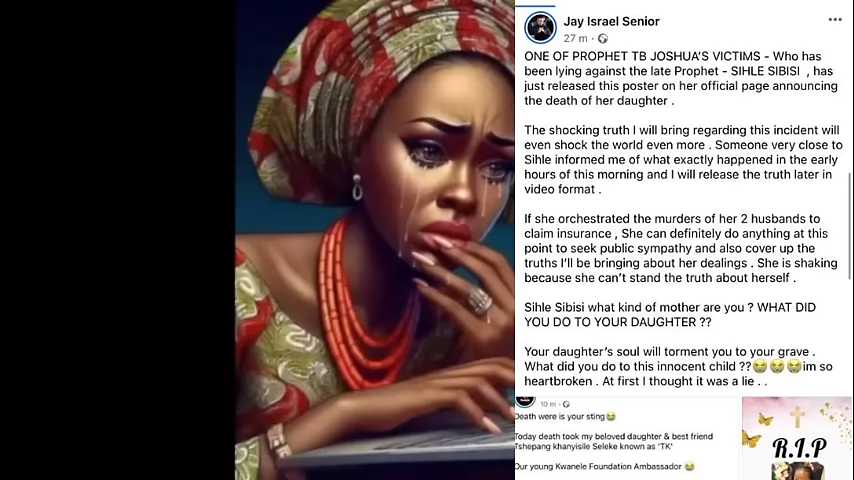 Jay Israel Senior
27 m
ONE OF PROPHET TB JOSHUA'S VICTIMS - Who has
been lying against the late Prophet - SIHLE SIBISI , has
just released this poster on her official page announcing
the death of her daughter .
The shocking truth I will bring regarding this incident will
even shock the world even more . Someone very close to
Sihle informed me of what exactly happened in the early
hours of this morning and I will release the truth later in
video format .
If she orchestrated the murders of her 2 husbands to
claim insurance , She can definitely do anything at this
point to seek public sympathy and also cover up the
truths I'll be bringing about her dealings . She is shaking
because she can't stand the truth about herself .
Sihle Sibisi what kind of mother are you ? WHAT DID
YOU DO TO YOUR DAUGHTER ??
Your daughter's soul will torment you to your grave .
What did you do to this innocent child ??😭😭😭im so
heartbroken . At first I thought it was a lie . .
10 m
Death were is your sting😭
Today death took my beloved daughter & best friend
Tshepang khanyisile Seleke known as 'TK'
Our young Kwanele Foundation Ambassador 😭
R.I.P